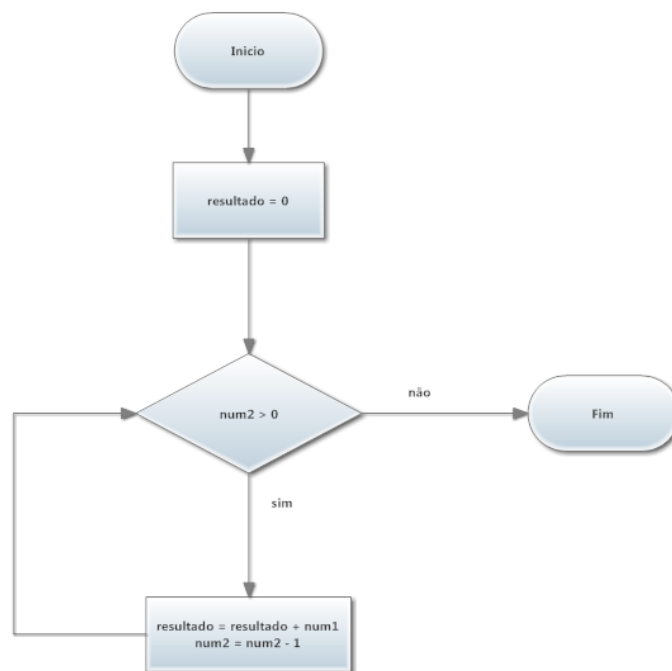 Inicio
resultado = 0
num2 > 0
não
Fim
sim
resultado = resultado + num1
num2 = num2 - 1